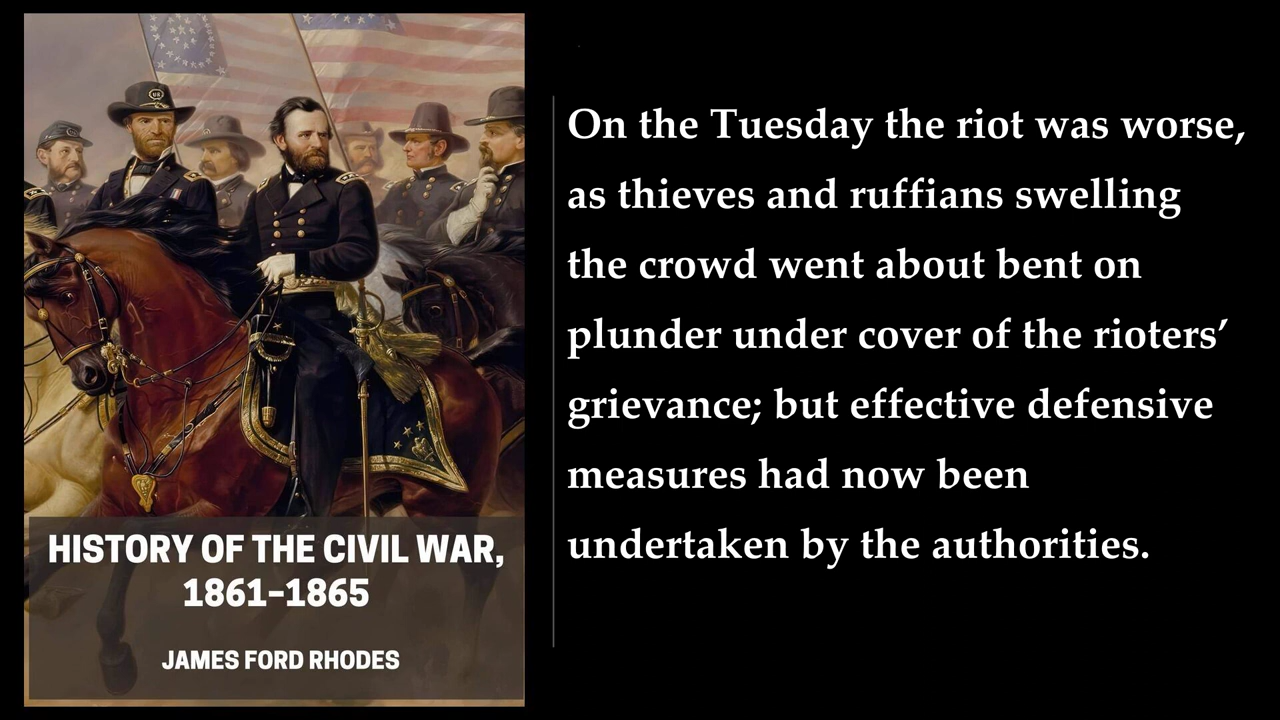 HISTORY OF THE CIVIL WAR,
1861–1865
JAMES FORD RHODES
On the Tuesday the riot was worse,
as thieves and ruffians swelling
the crowd went about bent on
plunder under cover of the rioters’
grievance; but effective defensive
measures had now been
undertaken by the authorities.